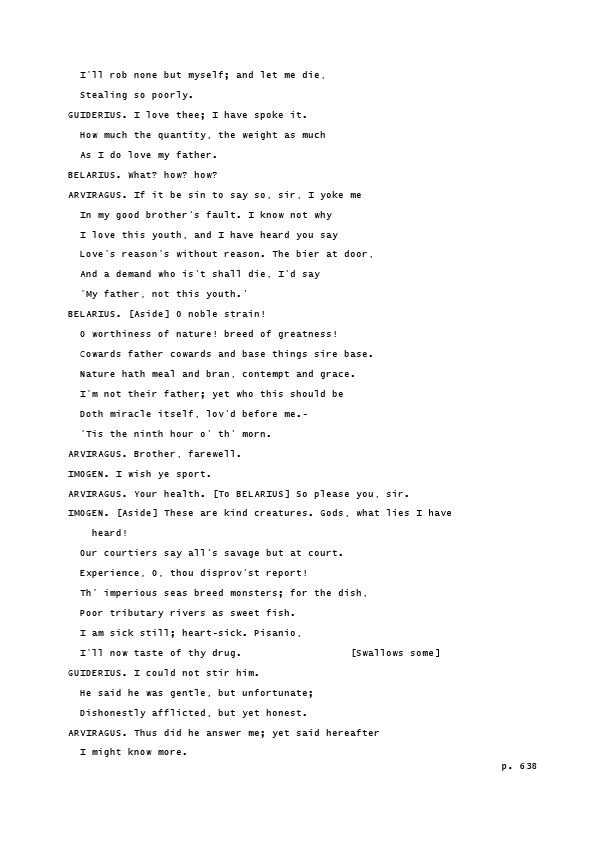 I'll rob none but myself; and let me die,
Stealing so poorly.
GUIDERIUS. I love thee; I have spoke it.
How much the quantity, the weight as much
As I do love my father.
BELARIUS. What? how? how?
ARVIRAGUS. If it be sin to say so, sir, I yoke me
In my good brother's fault. I know not why
I love this youth, and I have heard you say
Love's reason's without reason. The bier at door,
And a demand who is't shall die, I'd say
'My father, not this youth.'
BELARIUS. [Aside] O noble strain!
O worthiness of nature! breed of greatness!
Cowards father cowards and base things sire base.
Nature hath meal and bran, contempt and grace.
I'm not their father; yet who this should be
Doth miracle itself, lov'd before me.-
'Tis the ninth hour o' th' morn.
ARVIRAGUS. Brother, farewell.
IMOGEN. I wish ye sport.
ARVIRAGUS. Your health. [To BELARIUS] So please you, sir.
IMOGEN. [Aside] These are kind creatures. Gods, what lies I have
heard!
Our courtiers say all's savage but at court.
Experience, O, thou disprov'st report!
Th' imperious seas breed monsters; for the dish,
Poor tributary rivers as sweet fish.
I am sick still; heart-sick. Pisanio,
I'll now taste of thy drug. [Swallows some]
GUIDERIUS. I could not stir him.
He said he was gentle, but unfortunate;
Dishonestly afflicted, but yet honest.
ARVIRAGUS. Thus did he answer me; yet said hereafter
I might know more.
p. 638